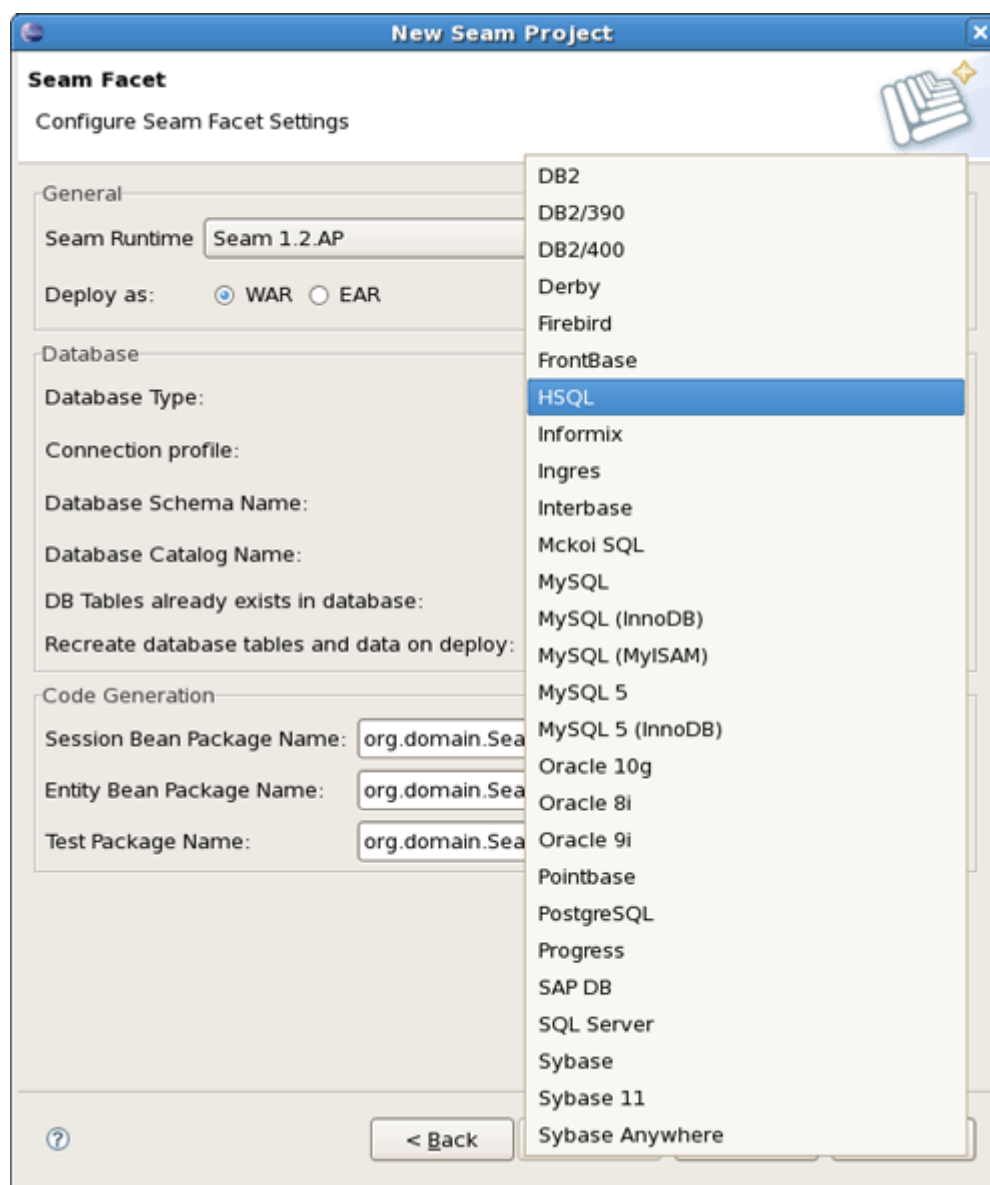 New Seam Project
Seam Facet
Configure Seam Facet Settings
General
Seam Runtime Seam 1.2.AP
Deploy as: WAR EAR
Database
Database Type:
Connection profile:
Database Schema Name:
Database Catalog Name:
DB Tables already exists in database:
Recreate database tables and data on deploy:
Code Generation
Session Bean Package Name: org.domain.Sea
Entity Bean Package Name: org.domain.Sea
Test Package Name: org.domain.Sea
DB2
DB2/390
DB2/400
Derby
Firebird
FrontBase
HSQL
Informix
Ingres
Interbase
Mckoi SQL
MySQL
MySQL (InnoDB)
MySQL (MyISAM)
MySQL 5
MySQL 5 (InnoDB)
Oracle 10g
Oracle 8i
Oracle 9i
Pointbase
PostgreSQL
Progress
SAP DB
SQL Server
Sybase
Sybase 11
Sybase Anywhere
< Back